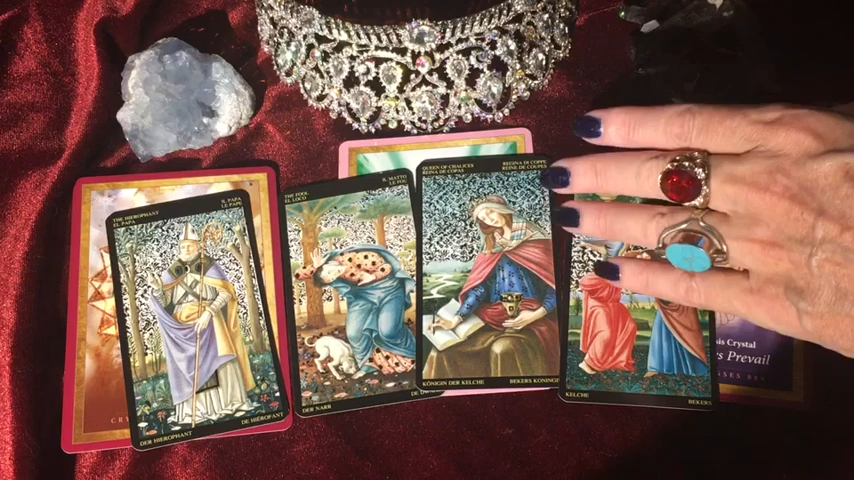 THE HIEROPHANT
EL PAPA
IL PAPA
LE PAPE
DER HIEROPHANT
DE HIËROFANT
THE FOOL
EL LOCO
IL MATTO
LE FOU
DER NARR
QUEEN OF CHALICES
REINA DE COPAS
REGINA DI COPPE
REINE DE COUPES
KÖNIGIN DER KELCHE
BEKERS KONINGIN
KELCHE
BEKERS
Crystal
Prevail